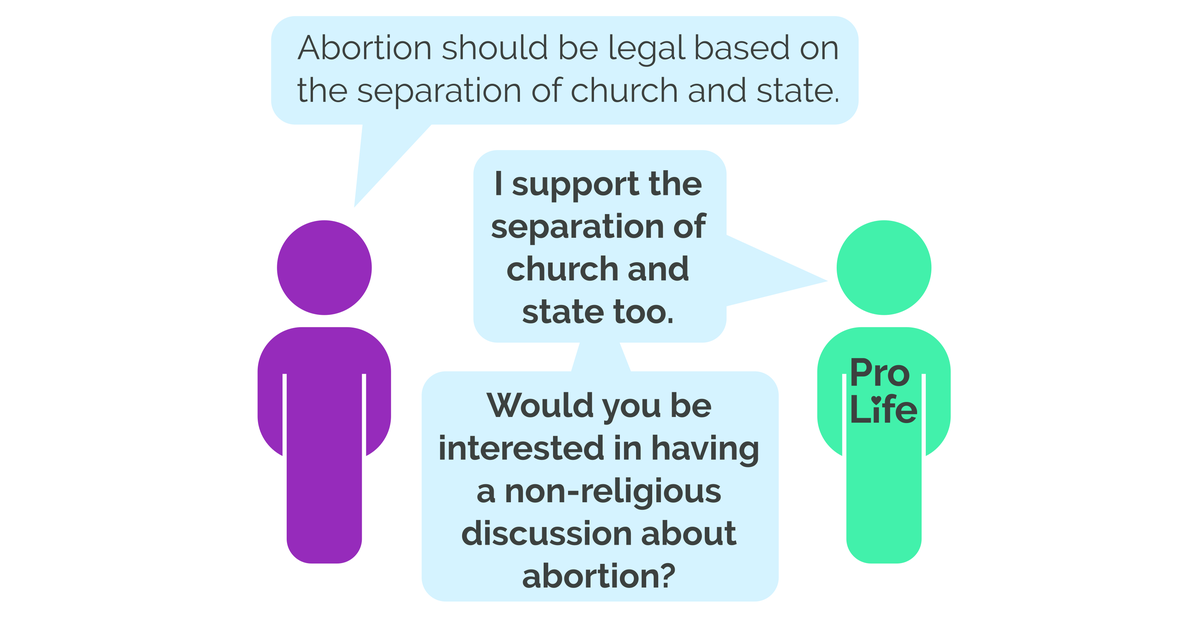 Abortion should be legal based on
the separation of church and state.
I support the
separation of
church and
state too.
Would you be
interested in having
a non-religious
discussion about
abortion?
Pro
Life